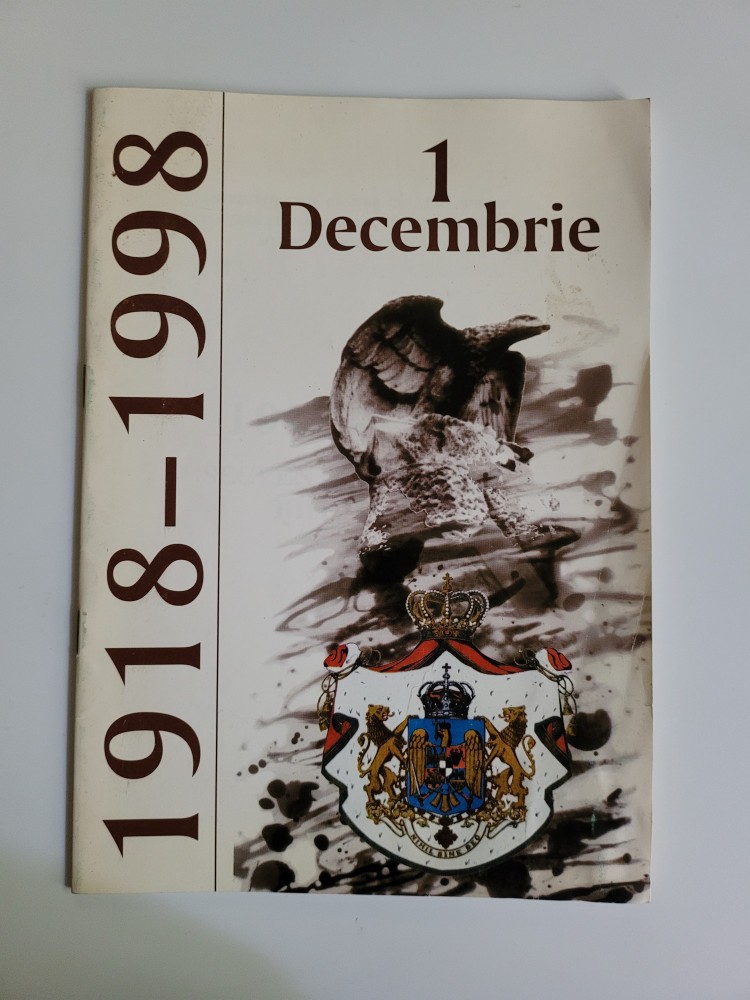 1918–1998
1
Decembrie
NIHIL SINE DEO